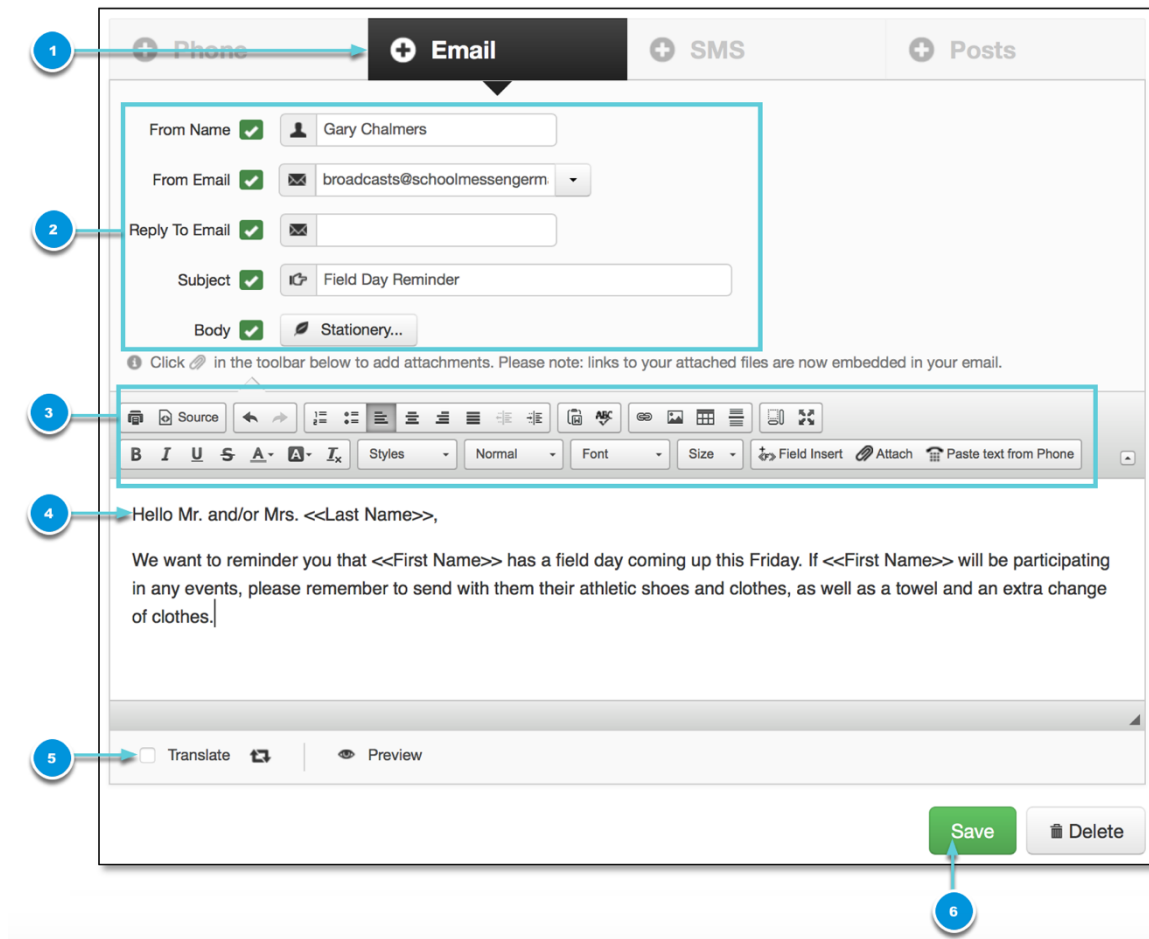 1 Phone Email SMS Posts
From Name Gary Chalmers
From Email broadcasts@schoolmessengerm
2 Reply To Email
Subject Field Day Reminder
Body Stationery...
Click in the toolbar below to add attachments. Please note: links to your attached files are now embedded in your email.
3 Source ABC
B I U S A A Ix Styles Normal Font Size Field Insert Attach Paste text from Phone
4 Hello Mr. and/or Mrs. <<Last Name>>,
We want to reminder you that <<First Name>> has a field day coming up this Friday. If <<First Name>> will be participating
in any events, please remember to send with them their athletic shoes and clothes, as well as a towel and an extra change
of clothes.
5 Translate Preview
Save Delete
6